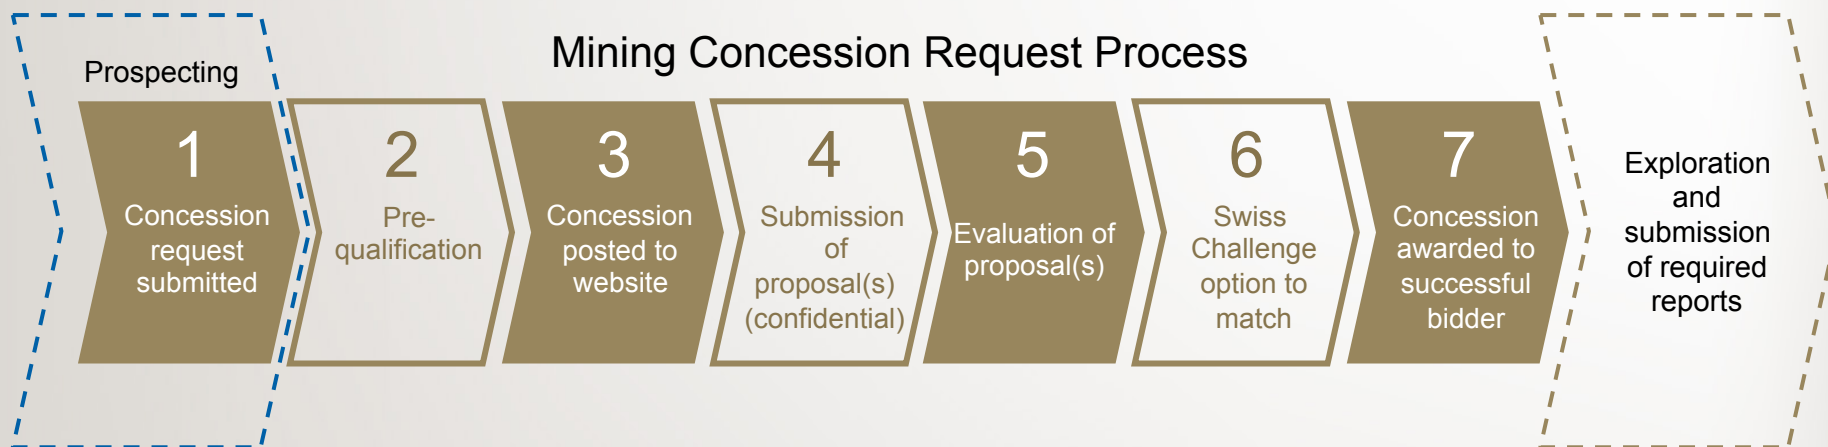 Mining Concession Request Process
Prospecting
1
Concession
request
submitted
2
Pre-
qualification
3
Concession
posted to
website
4
Submission
of
proposal(s)
(confidential)
5
Evaluation of
proposal(s)
6
Swiss
Challenge
option to
match
7
Concession
awarded to
successful
bidder
Exploration
and
submission
of required
reports